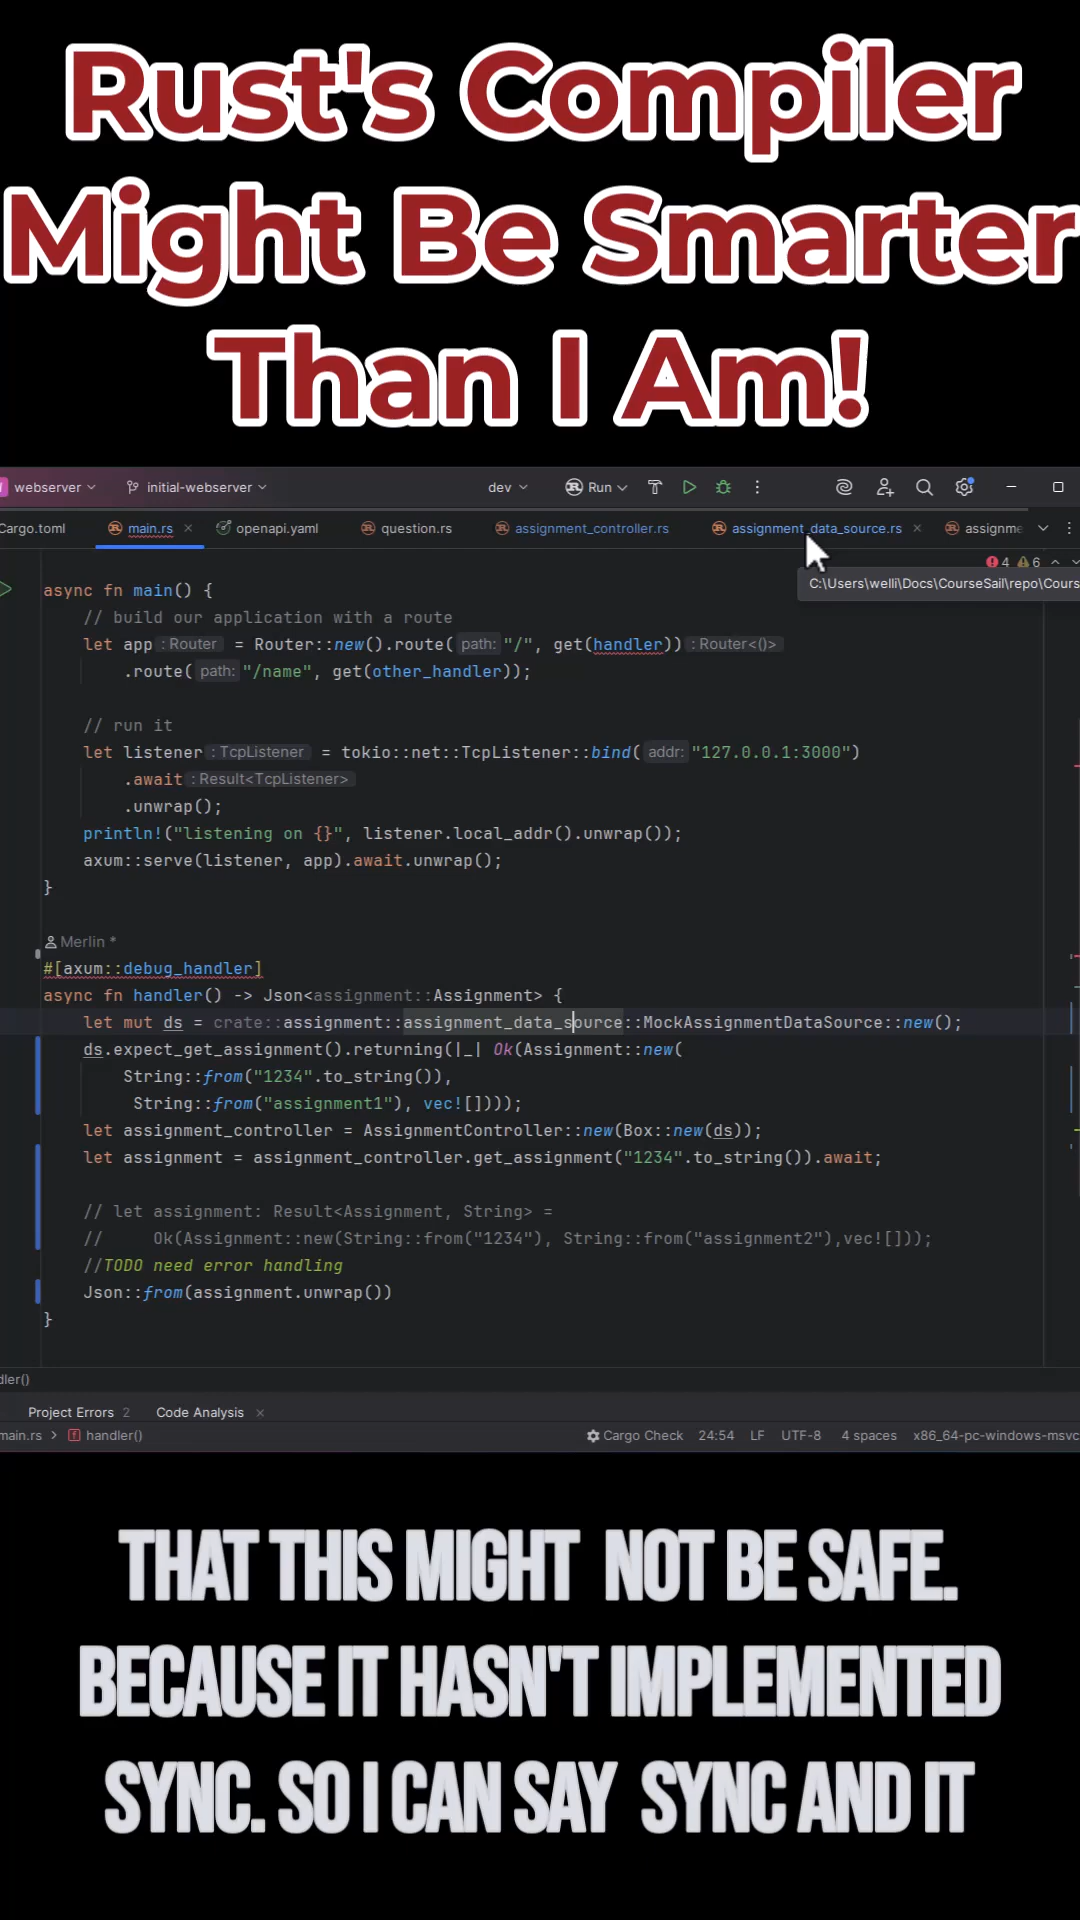 Rust's Compiler
Might Be Smarter
Than I Am!
webserver initial-webserver dev Run
Cargo.toml main.rs openapi.yaml question.rs assignment_controller.rs assignment_data_source.rs assignme
4 6
C:\Users\welli\Docs\CourseSail\repo\Cours
async fn main() {
// build our application with a route
let app : Router = Router::new().route( path: "/", get(handler)) : Router<()>
.route( path: "/name", get(other_handler));
// run it
let listener : TcpListener = tokio::net::TcpListener::bind( addr: "127.0.0.1:3000")
.await : Result<TcpListener>
.unwrap();
println!("listening on {}", listener.local_addr().unwrap());
axum::serve(listener, app).await.unwrap();
}
Merlin *
#[axum::debug_handler]
async fn handler() -> Json<assignment::Assignment> {
let mut ds = crate::assignment::assignment_data_source::MockAssignmentDataSource::new();
ds.expect_get_assignment().returning(|_| Ok(Assignment::new(
String::from("1234".to_string()),
String::from("assignment1"), vec![])));
let assignment_controller = AssignmentController::new(Box::new(ds));
let assignment = assignment_controller.get_assignment("1234".to_string()).await;
// let assignment: Result<Assignment, String> =
//     Ok(Assignment::new(String::from("1234"), String::from("assignment2"),vec![]));
//TODO need error handling
Json::from(assignment.unwrap())
}
dler()
Project Errors 2 Code Analysis
main.rs > handler() Cargo Check 24:54 LF UTF-8 4 spaces x86_64-pc-windows-msvc
THAT THIS MIGHT NOT BE SAFE.
BECAUSE IT HASN'T IMPLEMENTED
SYNC. SO I CAN SAY SYNC AND IT